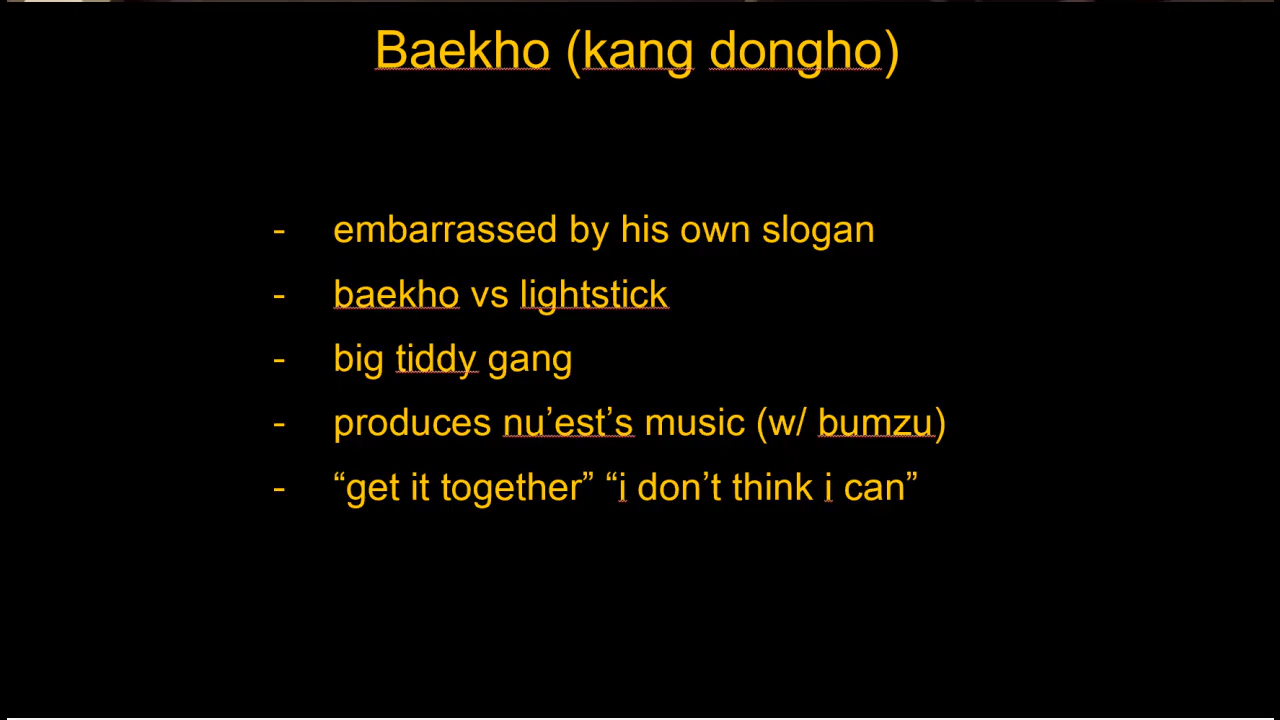 Baekho (kang dongho)
- embarrassed by his own slogan
- baekho vs lightstick
- big tiddy gang
- produces nu’est’s music (w/ bumzu)
- “get it together” “i don’t think i can”